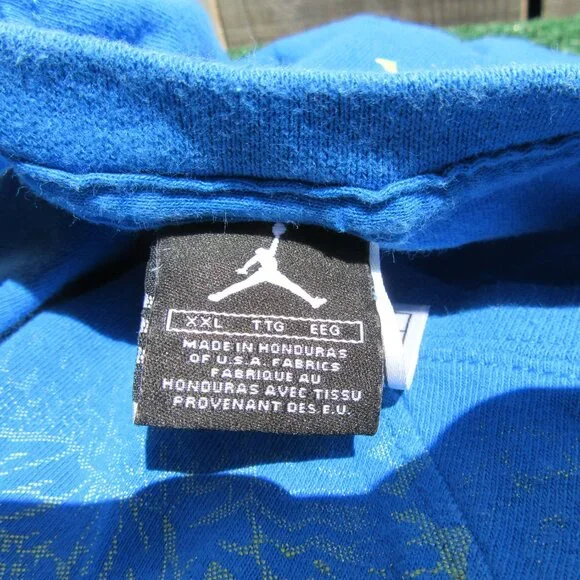 XXL TTG EEG
MADE IN HONDURAS
OF U.S.A. FABRICS
FABRIQUE AU
HONDURAS AVEC TISSU
PROVENANT DES E.U.